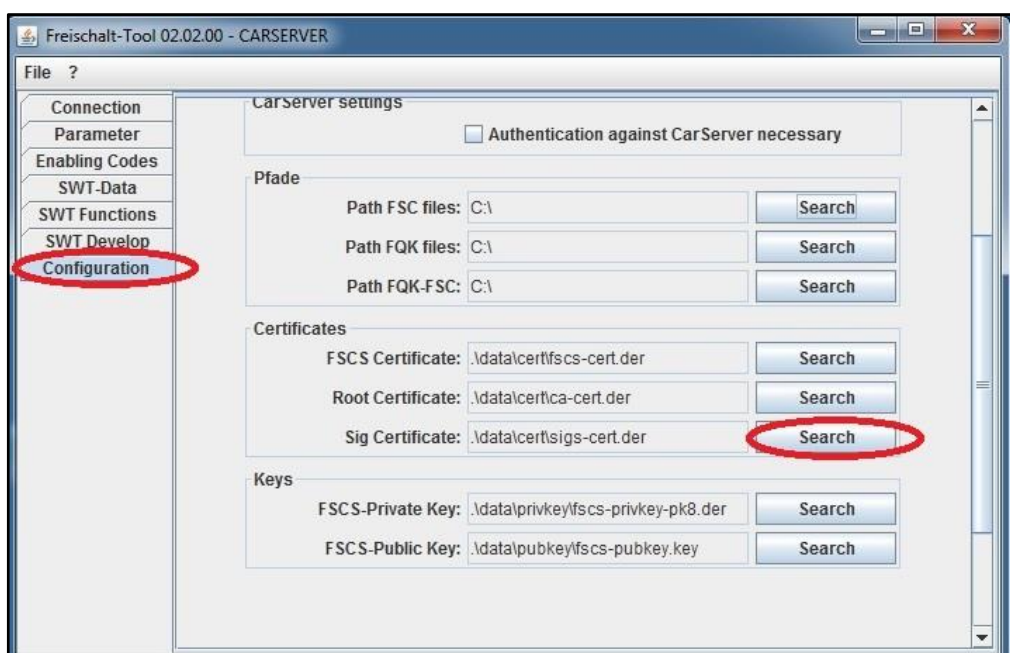 Freischalt-Tool 02.02.00 - CARSERVER
File ?
Connection
Parameter
Enabling Codes
SWT-Data
SWT Functions
SWT Develop
Configuration
CarServer settings
Authentication against CarServer necessary
Pfade
Path FSC files: C:\ Search
Path FQK files: C:\ Search
Path FQK-FSC: C:\ Search
Certificates
FSCS Certificate: .\data\cert\fscs-cert.der Search
Root Certificate: .\data\cert\ca-cert.der Search
Sig Certificate: .\data\cert\sigs-cert.der Search
Keys
FSCS-Private Key: .\data\privkey\fscs-privkey-pk8.der Search
FSCS-Public Key: .\data\pubkey\fscs-pubkey.key Search